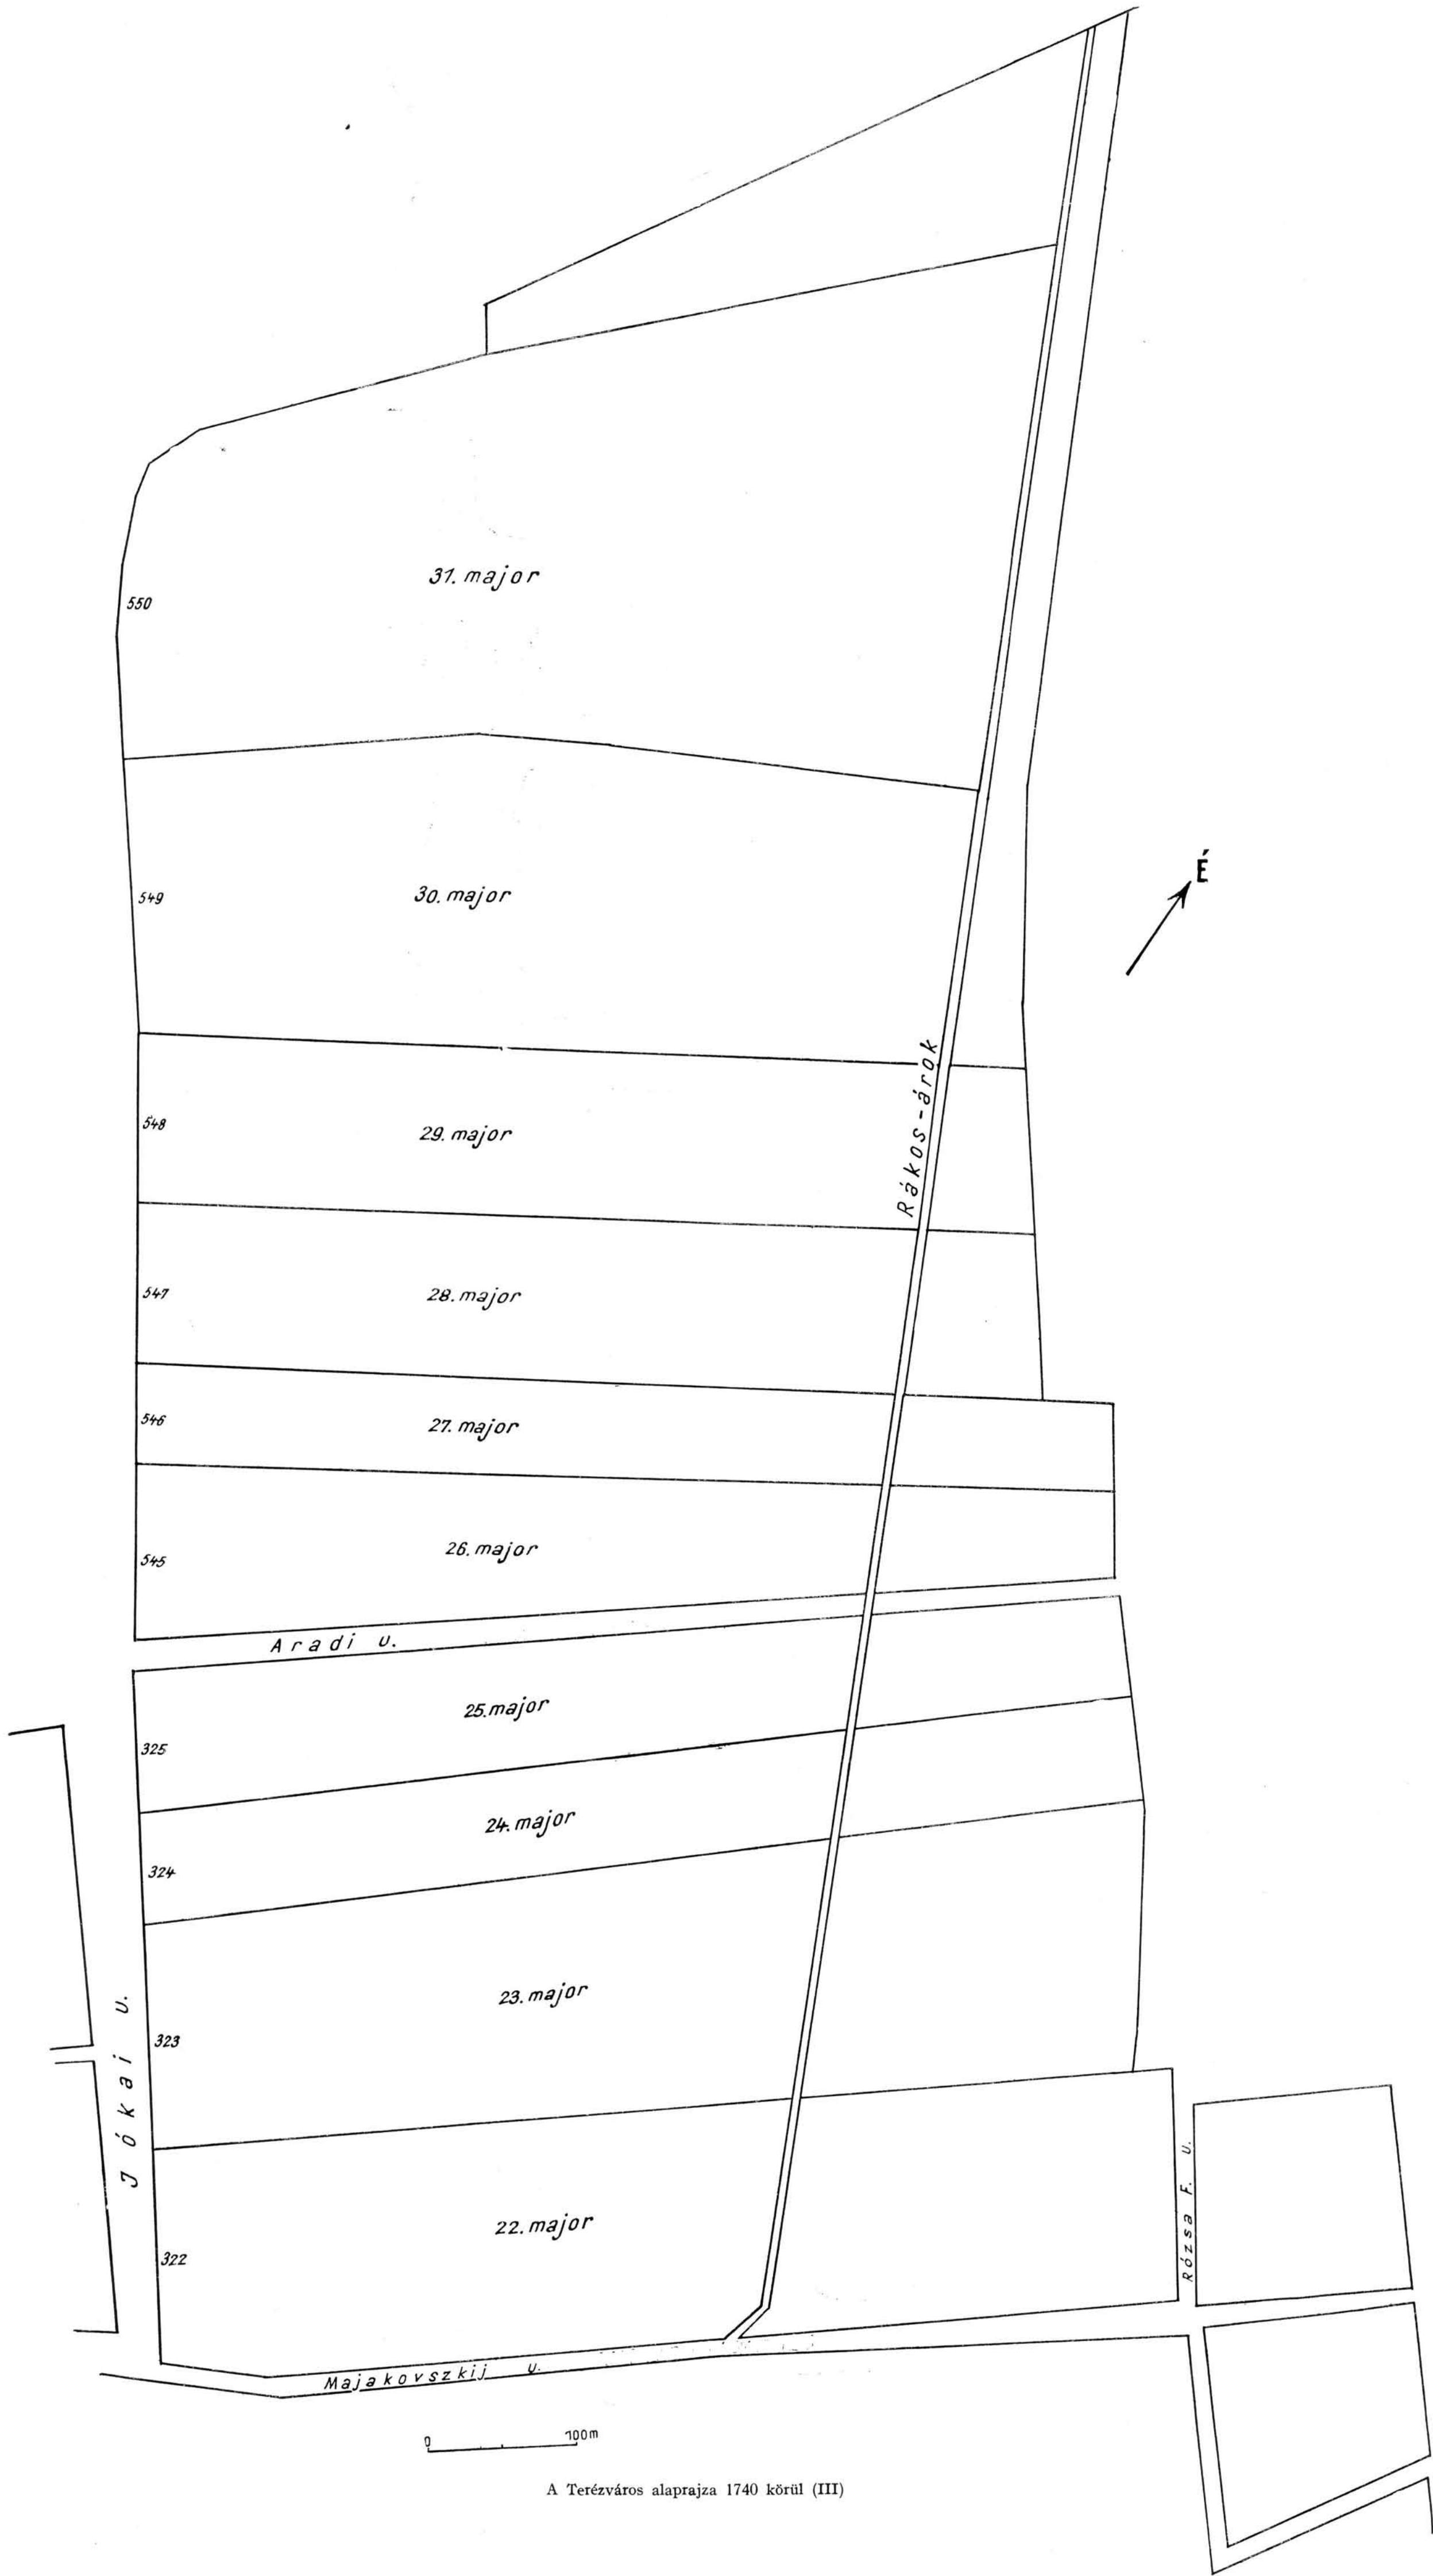 31. major
550
É
549
30. major
Rákos-árok
548
29. major
547
28. major
546
27. major
545
26. major
Aradi u.
25. major
325
24. major
324
23. major
Jókai u.
323
Rózsa F. u.
22. major
322
Majakovszkij u.
0 100m
A Terézváros alaprajza 1740 körül (III)